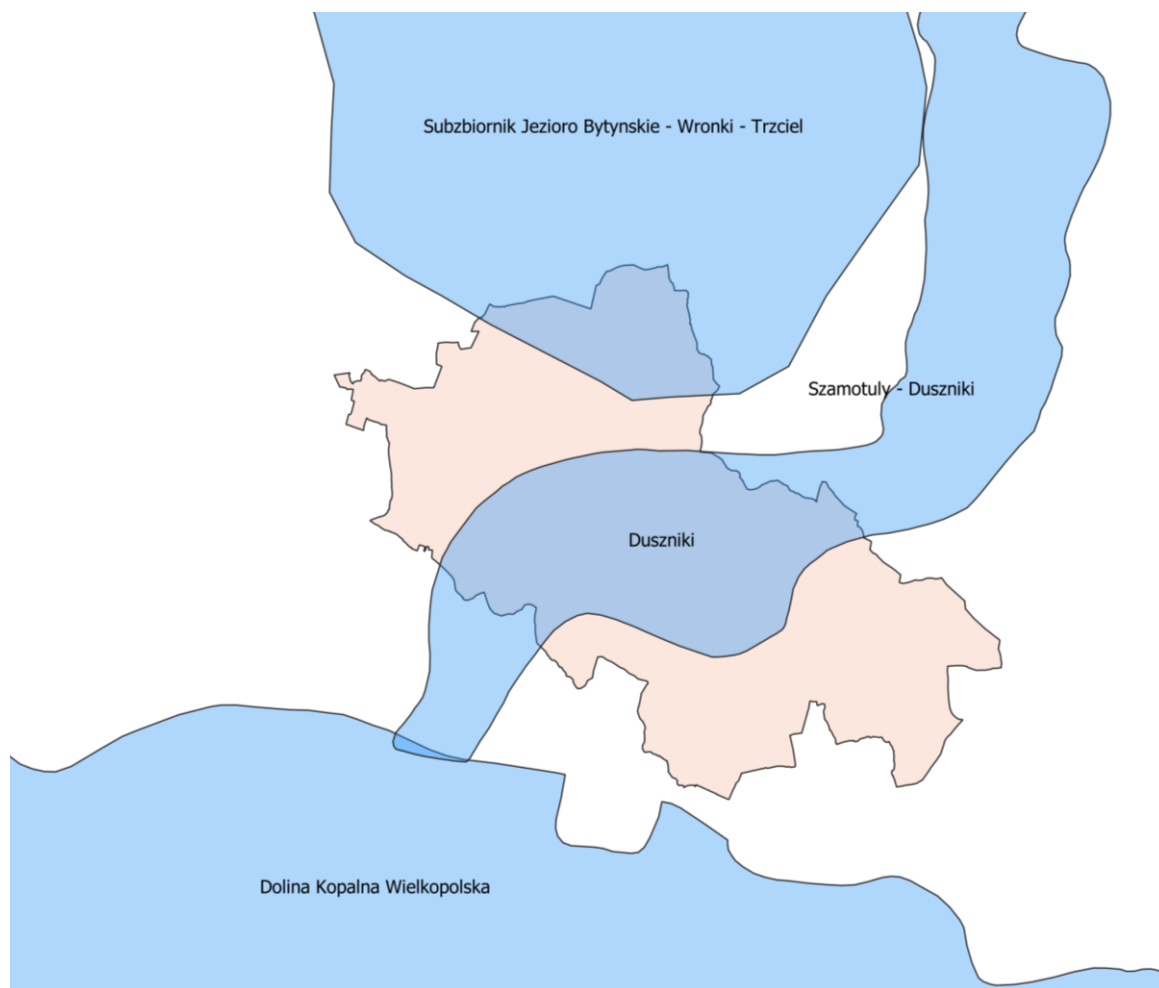 Subzbiornik Jezioro Bytynskie - Wronki - Trzciel
Szamotuly - Duszniki
Duszniki
Dolina Kopalna Wielkopolska